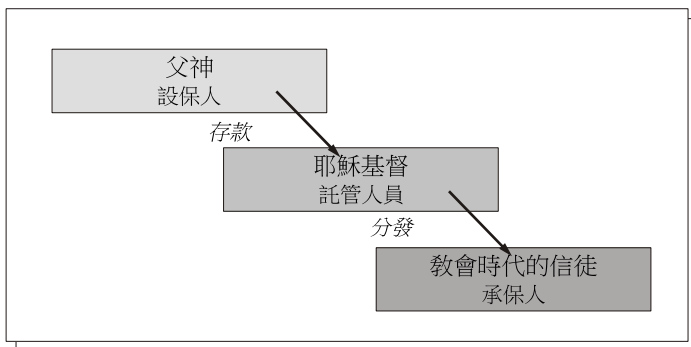 父神
設保人
存款
耶穌基督
託管人員
分發
教會時代的信徒
承保人